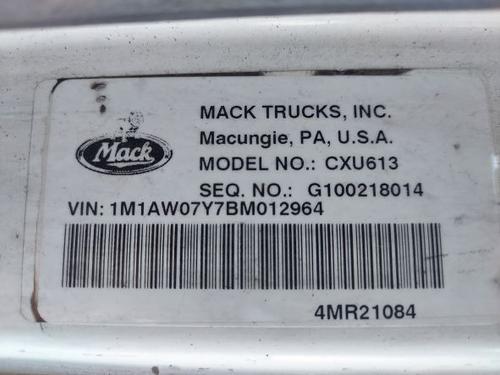 Mack
MACK TRUCKS, INC.
Macungie, PA, U.S.A.
MODEL NO.: CXU613
SEQ. NO.: G100218014
VIN: 1M1AW07Y7BM012964
4MR21084